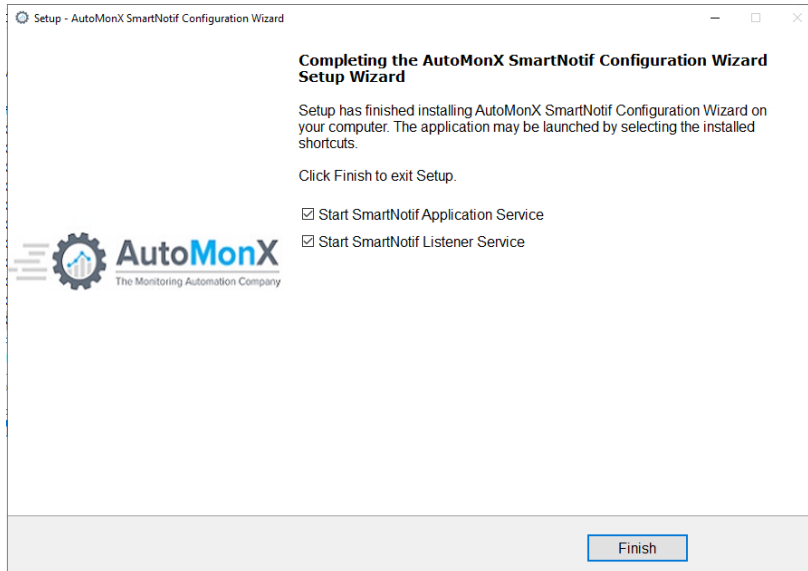 Setup - AutoMonX SmartNotif Configuration Wizard
Completing the AutoMonX SmartNotif Configuration Wizard
Setup Wizard
Setup has finished installing AutoMonX SmartNotif Configuration Wizard on
your computer. The application may be launched by selecting the installed
shortcuts.
Click Finish to exit Setup.
Start SmartNotif Application Service
Start SmartNotif Listener Service
AutoMonX
The Monitoring Automation Company
Finish